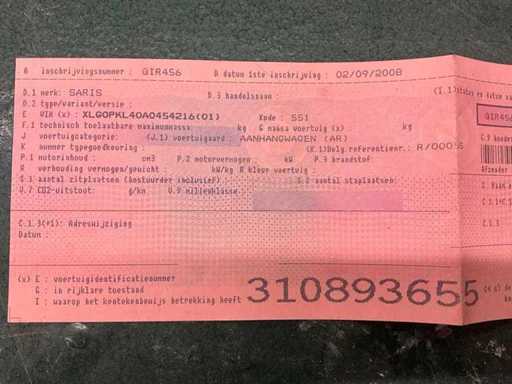 A inschrijvingsnummer : GIR456 B datum 1ste inschrijving : 02/09/2008
D.1 merk: SARIS D.3 handelsnaam:
D.2 type/variant/versie :
E VIN (x) : XLGOPKL40A0454216(01) Kode : SS1
F.1 technisch toelaatbare maximummassa kg G massa voertuig (x) : kg
J voertuigcategorie: (J.1) voertuigaard : AANHANGWAGEN (AR)
K nummer typegoedkeuring: referentienr.: R/000
P.1 motorinhoud : cm3 P.2 motorvermogen : kW P.3 brandstof:
Q verhouding vermogen/gewicht : kW/kg R kleur voertuig :
S.1 aantal zitplaatsen (bestuurder inclusief) : S.2 aantal staplaatsen:
V.7 CO2-uitstoot: g/km V.9 milieuklasse
C.1.3(*1): Adreswijziging
Datum :
(x) E : voertuigidentificatienummer
G : in rijklare toestand
I : waarop het kentekenbewijs betrekking heeft
310893655
GIR456
C.1.3